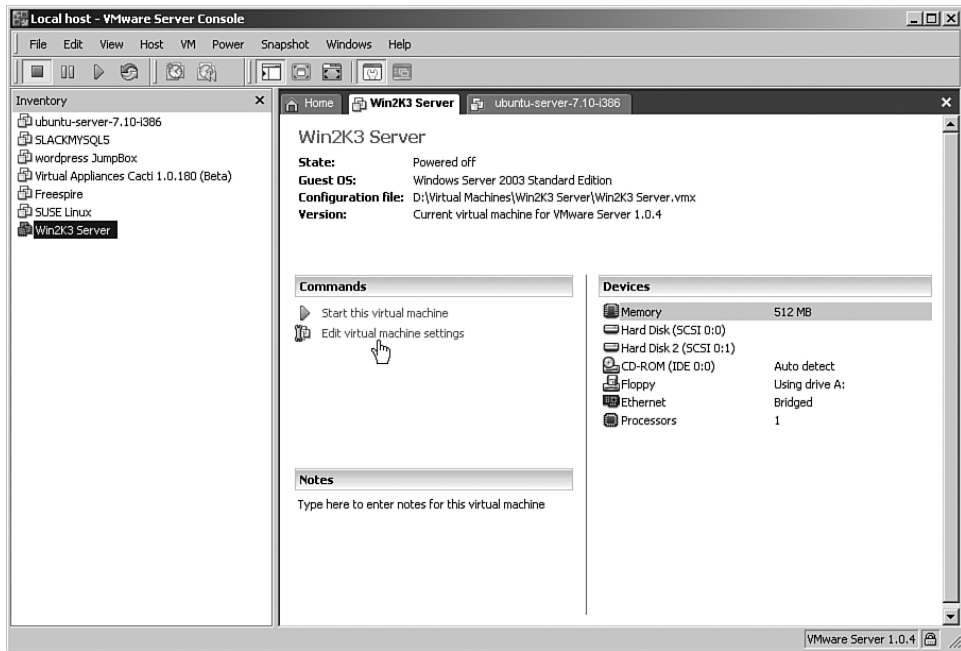 Local host - VMware Server Console
File Edit View Host VM Power Snapshot Windows Help
Inventory
ubuntu-server-7.10-i386
SLACKMYSQL5
wordpress JumpBox
Virtual Appliances Cacti 1.0.180 (Beta)
Freespire
SUSE Linux
Win2K3 Server
Home Win2K3 Server ubuntu-server-7.10-i386
Win2K3 Server
State: Powered off
Guest OS: Windows Server 2003 Standard Edition
Configuration file: D:\Virtual Machines\Win2K3 Server\Win2K3 Server.vmx
Version: Current virtual machine for VMware Server 1.0.4
Commands
Start this virtual machine
Edit virtual machine settings
Notes
Type here to enter notes for this virtual machine
Devices
Memory 512 MB
Hard Disk (SCSI 0:0)
Hard Disk 2 (SCSI 0:1)
CD-ROM (IDE 0:0) Auto detect
Floppy Using drive A:
Ethernet Bridged
Processors 1
VMware Server 1.0.4